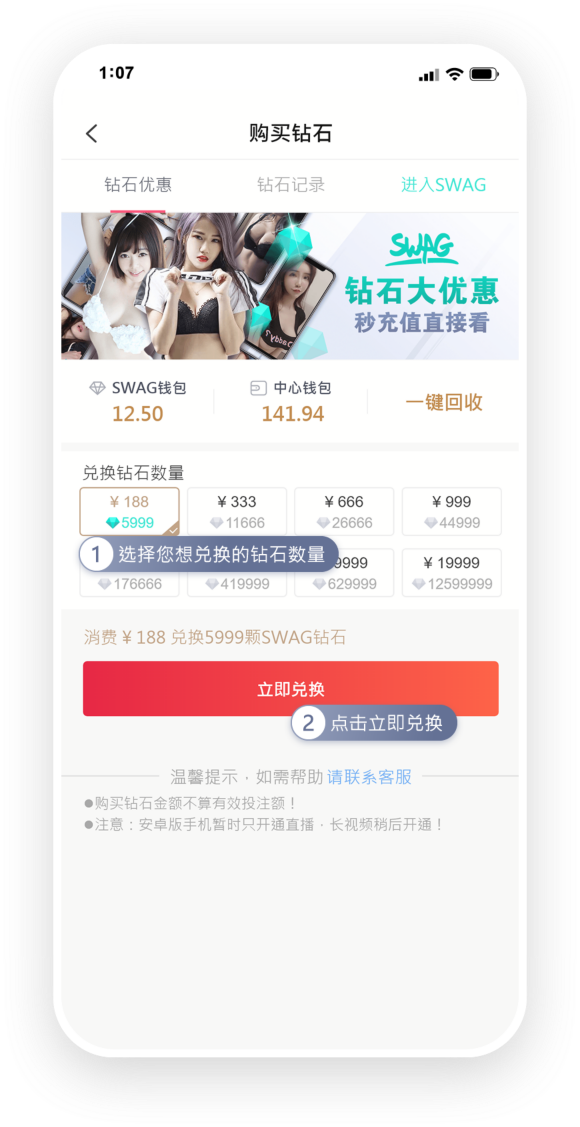 1:07
购买钻石
钻石优惠 钻石记录 进入SWAG
SWAG
钻石大优惠
秒充值直接看
SWAG钱包 中心钱包 一键回收
12.50 141.94
兑换钻石数量
¥ 188 ¥ 333 ¥ 666 ¥ 999
5999 11666 26666 44999
1 选择您想兑换的钻石数量
9999 ¥ 19999
176666 419999 629999 12599999
消费 ¥ 188 兑换5999颗SWAG钻石
立即兑换
2 点击立即兑换
温馨提示，如需帮助 请联系客服
●购买钻石金额不算有效投注额！
●注意：安卓版手机暂时只开通直播，长视频稍后开通！